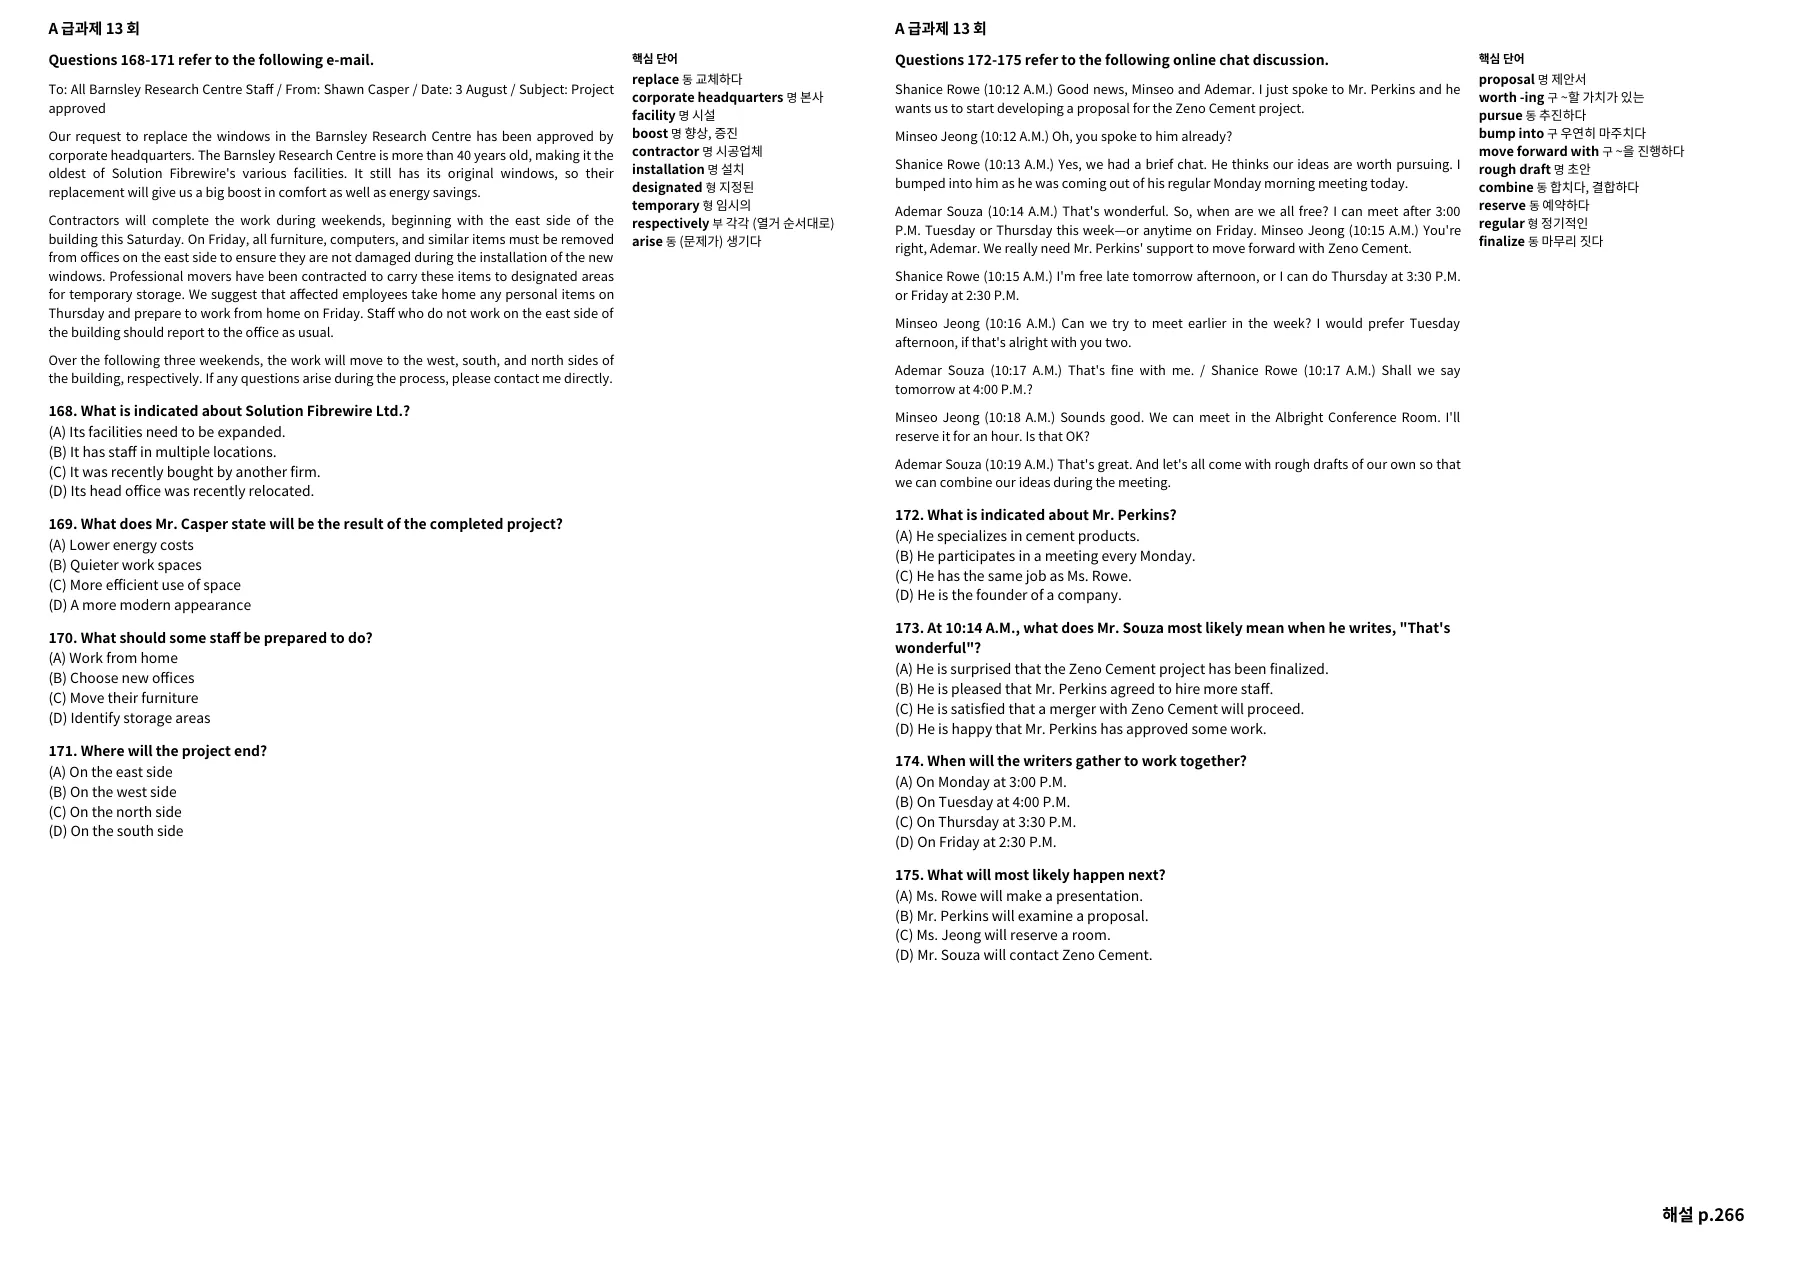 A 급과제 13 회
Questions 168-171 refer to the following e-mail.
To: All Barnsley Research Centre Staff / From: Shawn Casper / Date: 3 August / Subject: Project
approved
Our request to replace the windows in the Barnsley Research Centre has been approved by
corporate headquarters. The Barnsley Research Centre is more than 40 years old, making it the
oldest of Solution Fibrewire's various facilities. It still has its original windows, so their
replacement will give us a big boost in comfort as well as energy savings.
Contractors will complete the work during weekends, beginning with the east side of the
building this Saturday. On Friday, all furniture, computers, and similar items must be removed
from offices on the east side to ensure they are not damaged during the installation of the new
windows. Professional movers have been contracted to carry these items to designated areas
for temporary storage. We suggest that affected employees take home any personal items on
Thursday and prepare to work from home on Friday. Staff who do not work on the east side of
the building should report to the office as usual.
Over the following three weekends, the work will move to the west, south, and north sides of
the building, respectively. If any questions arise during the process, please contact me directly.
168. What is indicated about Solution Fibrewire Ltd.?
(A) Its facilities need to be expanded.
(B) It has staff in multiple locations.
(C) It was recently bought by another firm.
(D) Its head office was recently relocated.
169. What does Mr. Casper state will be the result of the completed project?
(A) Lower energy costs
(B) Quieter work spaces
(C) More efficient use of space
(D) A more modern appearance
170. What should some staff be prepared to do?
(A) Work from home
(B) Choose new offices
(C) Move their furniture
(D) Identify storage areas
171. Where will the project end?
(A) On the east side
(B) On the west side
(C) On the north side
(D) On the south side
핵심 단어
replace 동 교체하다
corporate headquarters 명 본사
facility 명 시설
boost 명 향상, 증진
contractor 명 시공업체
installation 명 설치
designated 형 지정된
temporary 형 임시의
respectively 부 각각 (열거 순서대로)
arise 동 (문제가) 생기다
A 급과제 13 회
Questions 172-175 refer to the following online chat discussion.
Shanice Rowe (10:12 A.M.) Good news, Minseo and Ademar. I just spoke to Mr. Perkins and he
wants us to start developing a proposal for the Zeno Cement project.
Minseo Jeong (10:12 A.M.) Oh, you spoke to him already?
Shanice Rowe (10:13 A.M.) Yes, we had a brief chat. He thinks our ideas are worth pursuing. I
bumped into him as he was coming out of his regular Monday morning meeting today.
Ademar Souza (10:14 A.M.) That's wonderful. So, when are we all free? I can meet after 3:00
P.M. Tuesday or Thursday this week—or anytime on Friday. Minseo Jeong (10:15 A.M.) You're
right, Ademar. We really need Mr. Perkins' support to move forward with Zeno Cement.
Shanice Rowe (10:15 A.M.) I'm free late tomorrow afternoon, or I can do Thursday at 3:30 P.M.
or Friday at 2:30 P.M.
Minseo Jeong (10:16 A.M.) Can we try to meet earlier in the week? I would prefer Tuesday
afternoon, if that's alright with you two.
Ademar Souza (10:17 A.M.) That's fine with me. / Shanice Rowe (10:17 A.M.) Shall we say
tomorrow at 4:00 P.M.?
Minseo Jeong (10:18 A.M.) Sounds good. We can meet in the Albright Conference Room. I'll
reserve it for an hour. Is that OK?
Ademar Souza (10:19 A.M.) That's great. And let's all come with rough drafts of our own so that
we can combine our ideas during the meeting.
172. What is indicated about Mr. Perkins?
(A) He specializes in cement products.
(B) He participates in a meeting every Monday.
(C) He has the same job as Ms. Rowe.
(D) He is the founder of a company.
173. At 10:14 A.M., what does Mr. Souza most likely mean when he writes, "That's
wonderful"?
(A) He is surprised that the Zeno Cement project has been finalized.
(B) He is pleased that Mr. Perkins agreed to hire more staff.
(C) He is satisfied that a merger with Zeno Cement will proceed.
(D) He is happy that Mr. Perkins has approved some work.
174. When will the writers gather to work together?
(A) On Monday at 3:00 P.M.
(B) On Tuesday at 4:00 P.M.
(C) On Thursday at 3:30 P.M.
(D) On Friday at 2:30 P.M.
175. What will most likely happen next?
(A) Ms. Rowe will make a presentation.
(B) Mr. Perkins will examine a proposal.
(C) Ms. Jeong will reserve a room.
(D) Mr. Souza will contact Zeno Cement.
핵심 단어
proposal 명 제안서
worth -ing 구 ~할 가치가 있는
pursue 동 추진하다
bump into 구 우연히 마주치다
move forward with 구 ~을 진행하다
rough draft 명 초안
combine 동 합치다, 결합하다
reserve 동 예약하다
regular 형 정기적인
finalize 동 마무리 짓다
해설 p.266